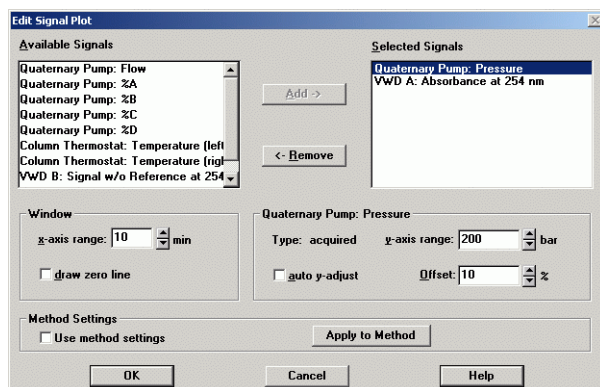 Edit Signal Plot
Available Signals
Selected Signals
Quaternary Pump: Flow
Quaternary Pump: %A
Quaternary Pump: %B
Quaternary Pump: %C
Quaternary Pump: %D
Column Thermostat: Temperature (left
Column Thermostat: Temperature (righ
VWD B: Signal w/o Reference at 254
Add ->
<- Remove
Quaternary Pump: Pressure
VWD A: Absorbance at 254 nm
Window
x-axis range: 10 min
draw zero line
Quaternary Pump: Pressure
Type: acquired y-axis range: 200 bar
auto y-adjust Offset: 10 %
Method Settings
Use method settings Apply to Method
OK Cancel Help